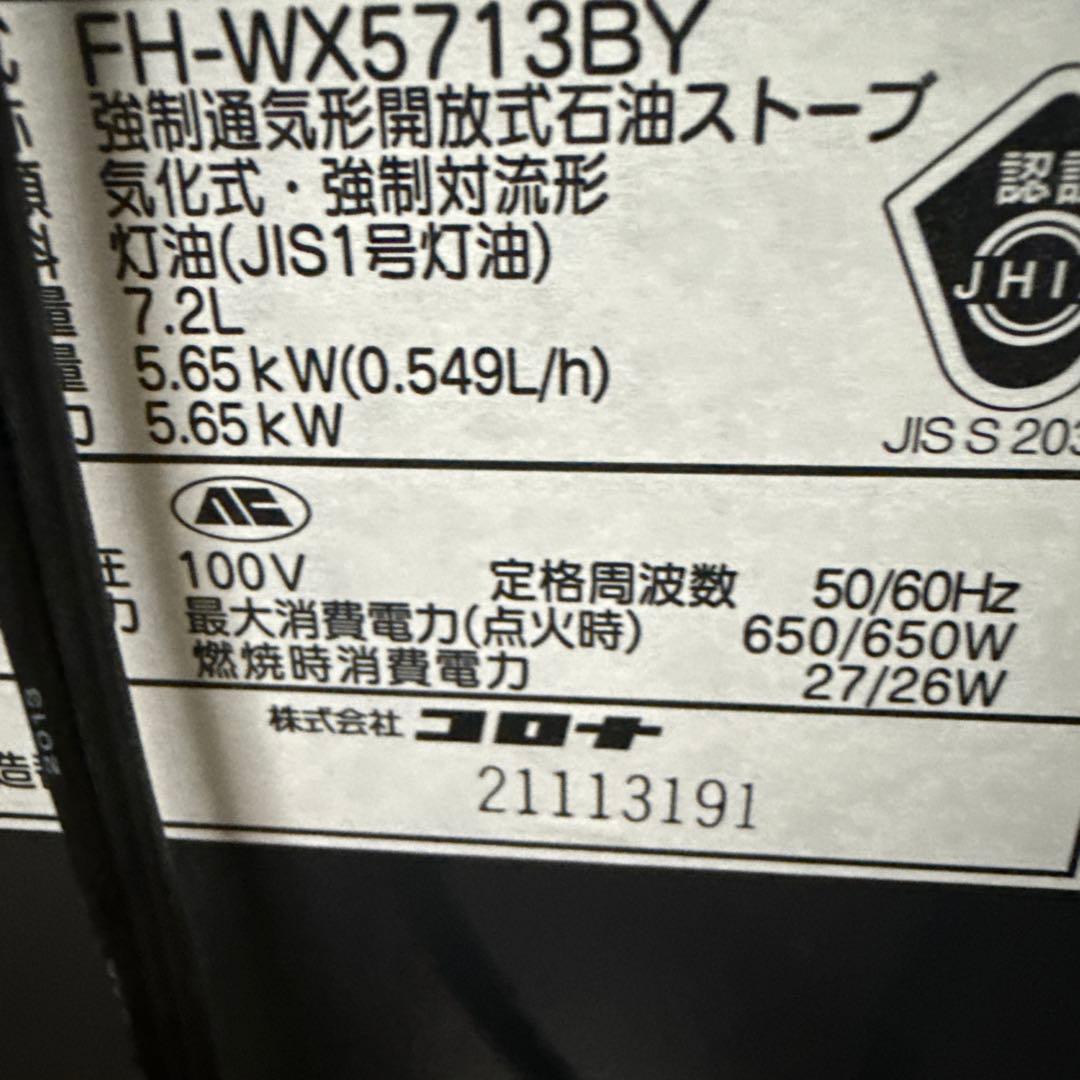 FH-WX5713BY
強制通気形開放式石油ストーブ
気化式・強制対流形
灯油(JIS1号灯油)
7.2L
5.65kW(0.549L/h)
力 5.65kW
認
JHI
JIS S 203
圧 100V 定格周波数 50/60Hz
力 最大消費電力(点火時) 650/650W
燃焼時消費電力 27/26W
株式会社 コロナ
造
21113191